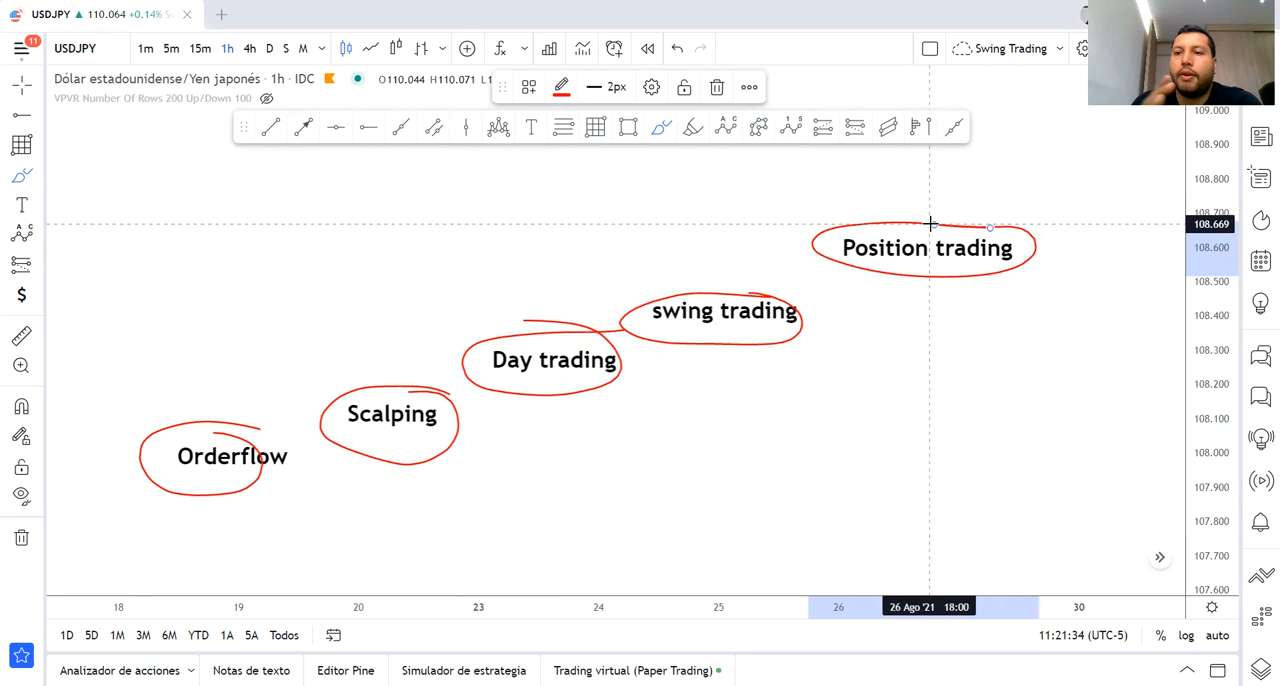 USDJPY ▲ 110.064 +0.14%
11
USDJPY 1m 5m 15m 1h 4h D S M Swing Trading
Dólar estadounidense/Yen japonés · 1h · IDC O110.044 H110.071 L1
VPVR Number Of Rows 200 Up/Down 100
2px
109.000
108.900
108.800
108.700
108.669
108.600
108.500
108.400
108.300
108.200
108.100
108.000
107.900
107.800
107.700
107.600
Position trading
swing trading
Day trading
Scalping
Orderflow
18 19 20 23 24 25 26 26 Ago '21 18:00 30
1D 5D 1M 3M 6M YTD 1A 5A Todos 11:21:34 (UTC-5) % log auto
Analizador de acciones Notas de texto Editor Pine Simulador de estrategia Trading virtual (Paper Trading)